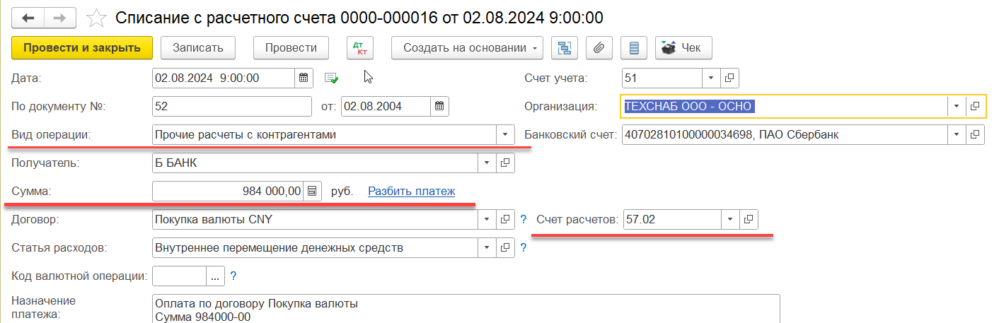 Списание с расчетного счета 0000-000016 от 02.08.2024 9:00:00
Провести и закрыть Записать Провести Дт Кт Создать на основании Чек
Дата: 02.08.2024 9:00:00 Счет учета: 51
По документу №: 52 от: 02.08.2004 Организация: ТЕХСНАБ ООО - ОСНО
Вид операции: Прочие расчеты с контрагентами Банковский счет: 40702810100000034698, ПАО Сбербанк
Получатель: Б БАНК
Сумма: 984 000,00 руб. Разбить платеж
Договор: Покупка валюты CNY ? Счет расчетов: 57.02
Статья расходов: Внутреннее перемещение денежных средств ?
Код валютной операции: ... ?
Назначение платежа: Оплата по договору Покупка валюты
Сумма 984000-00